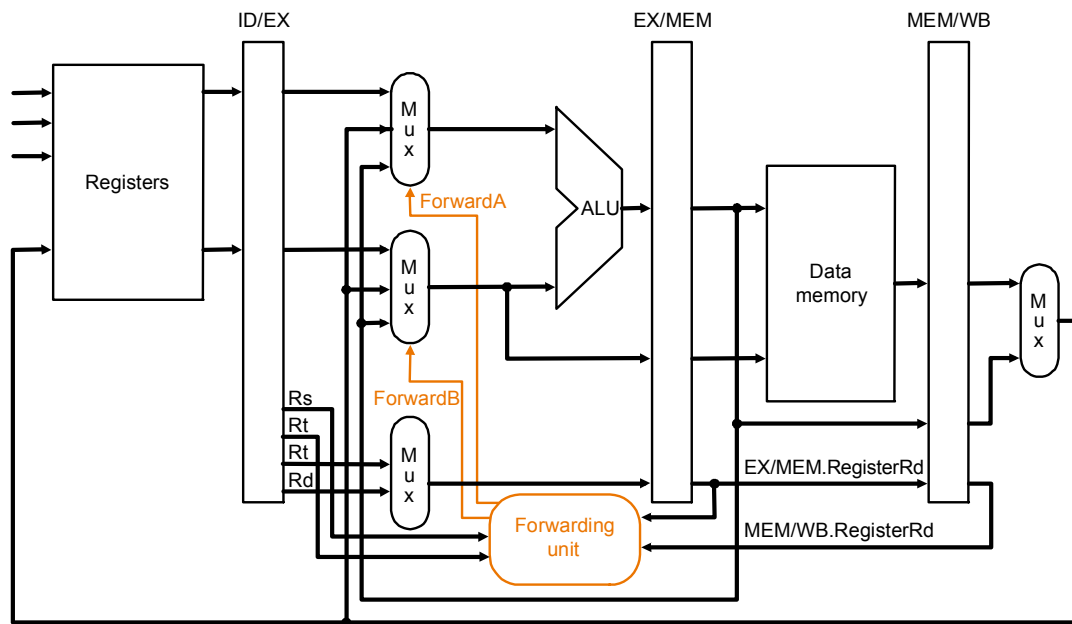 ID/EX
EX/MEM
MEM/WB
Registers
M
u
x
ForwardA
ALU
M
u
x
Data
memory
M
u
x
ForwardB
Rs
Rt
Rt
Rd
M
u
x
EX/MEM.RegisterRd
Forwarding
unit
MEM/WB.RegisterRd